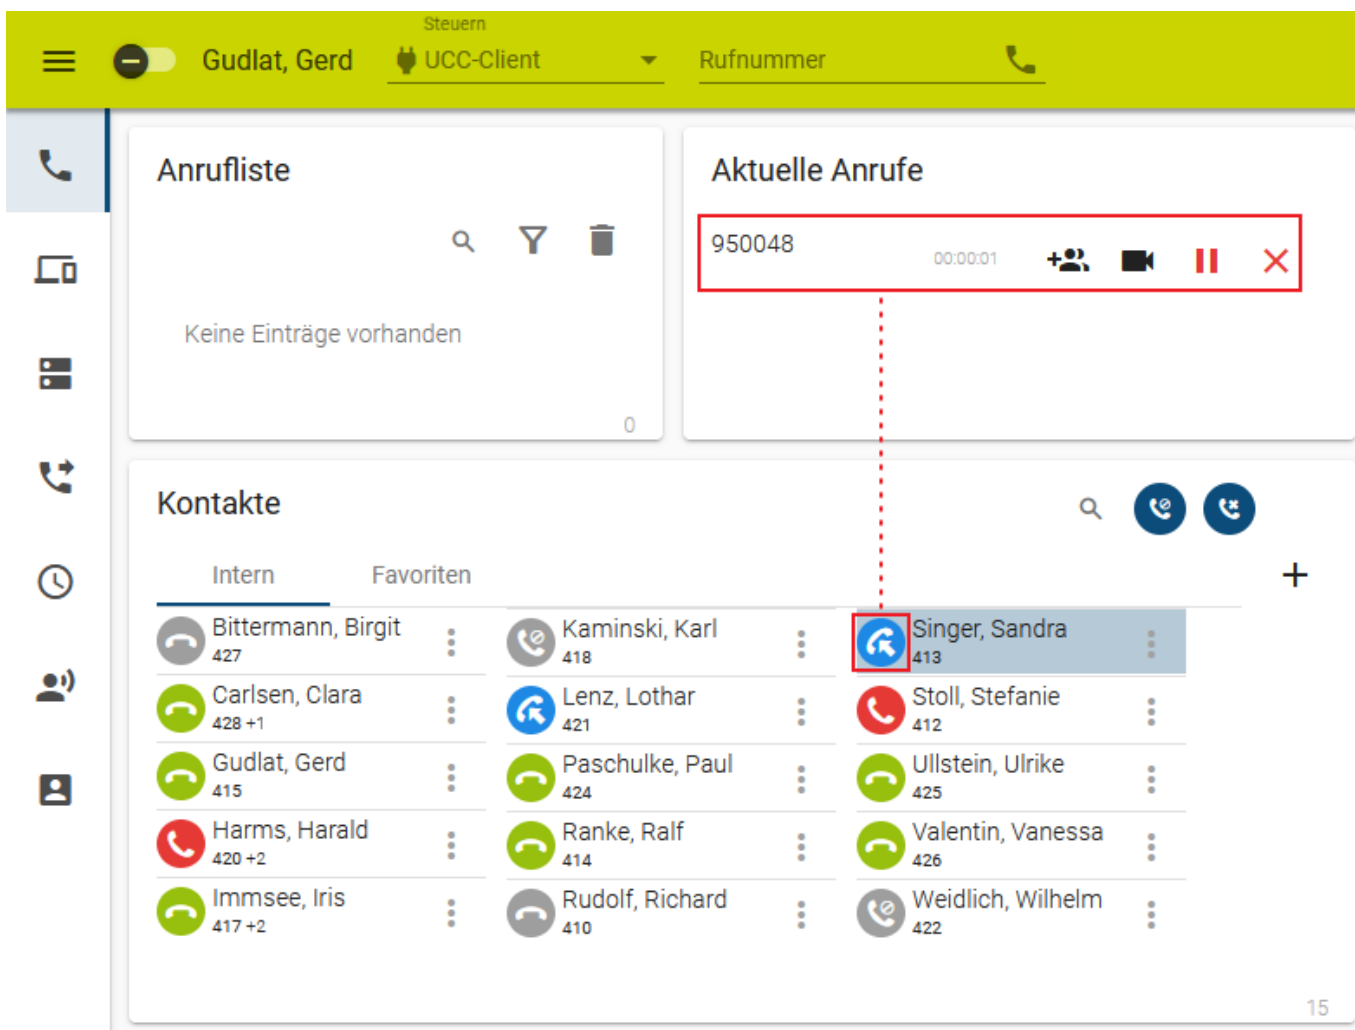 Steuern
Gudlat, Gerd
UCC-Client
Rufnummer
Anrufliste
Keine Einträge vorhanden
0
Aktuelle Anrufe
950048
00:00:01
Kontakte
Intern
Favoriten
Bittermann, Birgit
427
Carlsen, Clara
428 +1
Gudlat, Gerd
415
Harms, Harald
420 +2
Immsee, Iris
417 +2
Kaminski, Karl
418
Lenz, Lothar
421
Paschulke, Paul
424
Ranke, Ralf
414
Rudolf, Richard
410
Singer, Sandra
413
Stoll, Stefanie
412
Ullstein, Ulrike
425
Valentin, Vanessa
426
Weidlich, Wilhelm
422
15